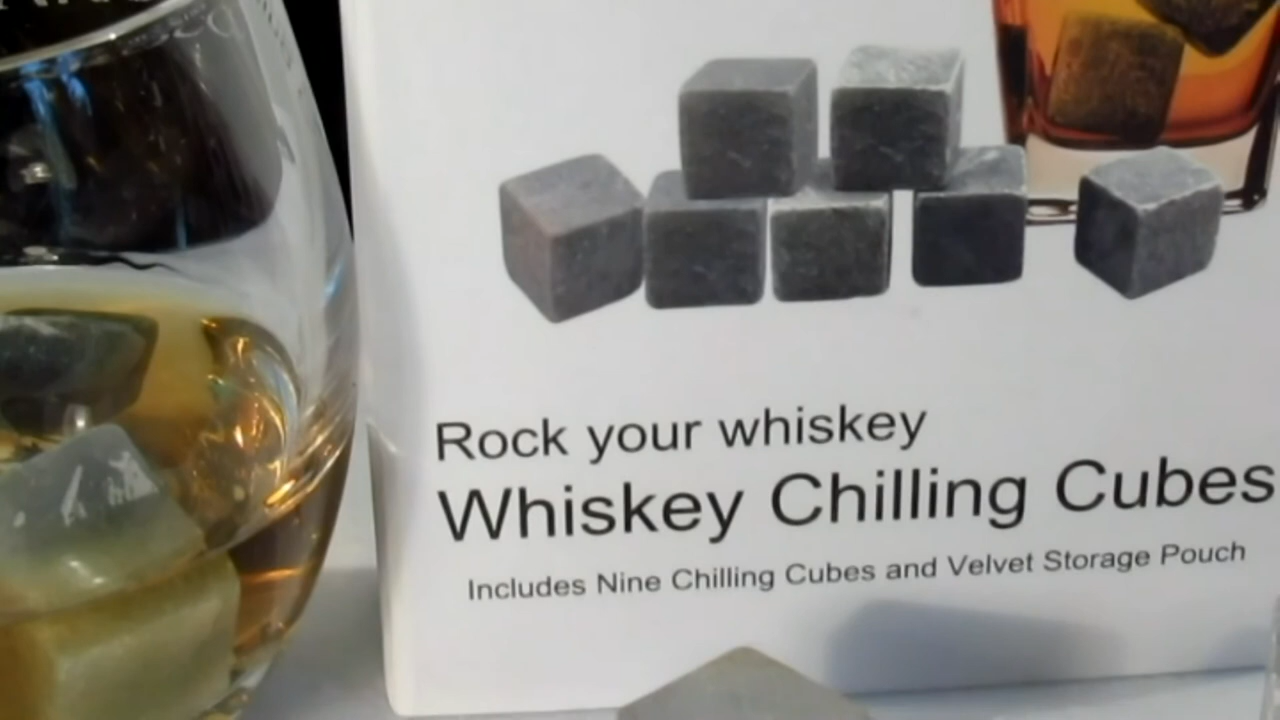 Rock your whiskey
Whiskey Chilling Cubes
Includes Nine Chilling Cubes and Velvet Storage Pouch